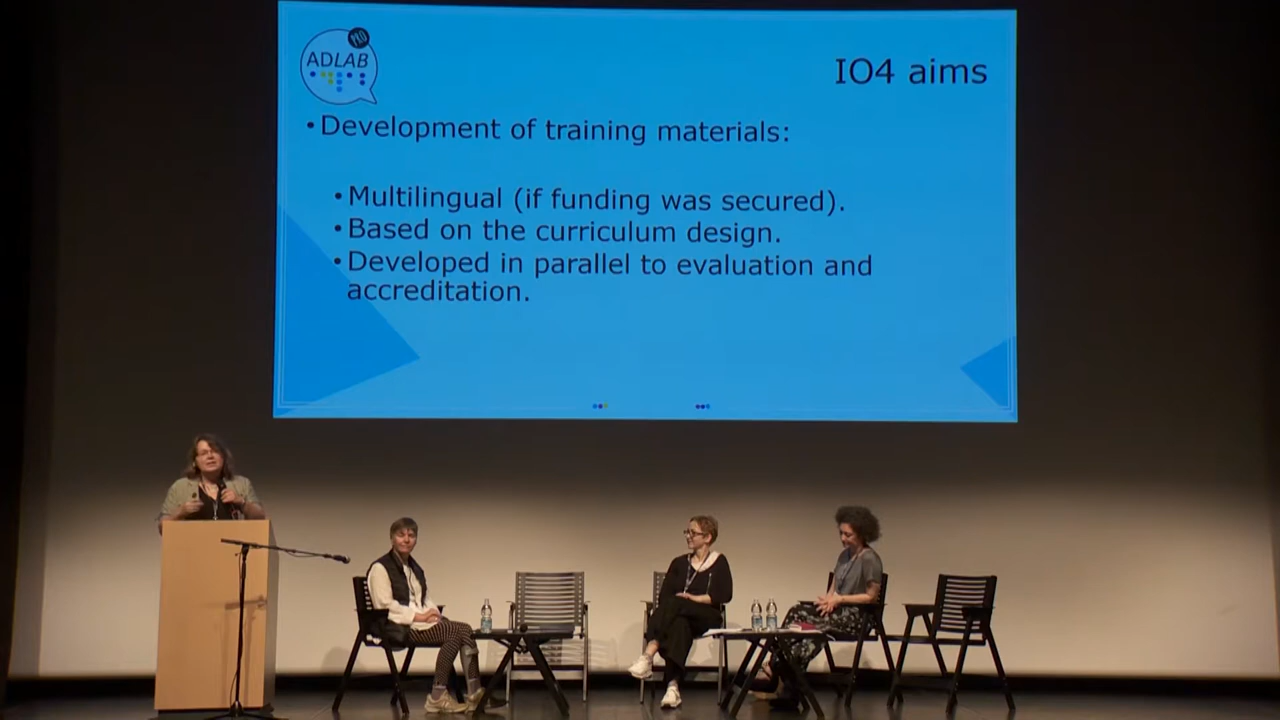 PRO
ADLAB
IO4 aims
• Development of training materials:
• Multilingual (if funding was secured).
• Based on the curriculum design.
• Developed in parallel to evaluation and
accreditation.